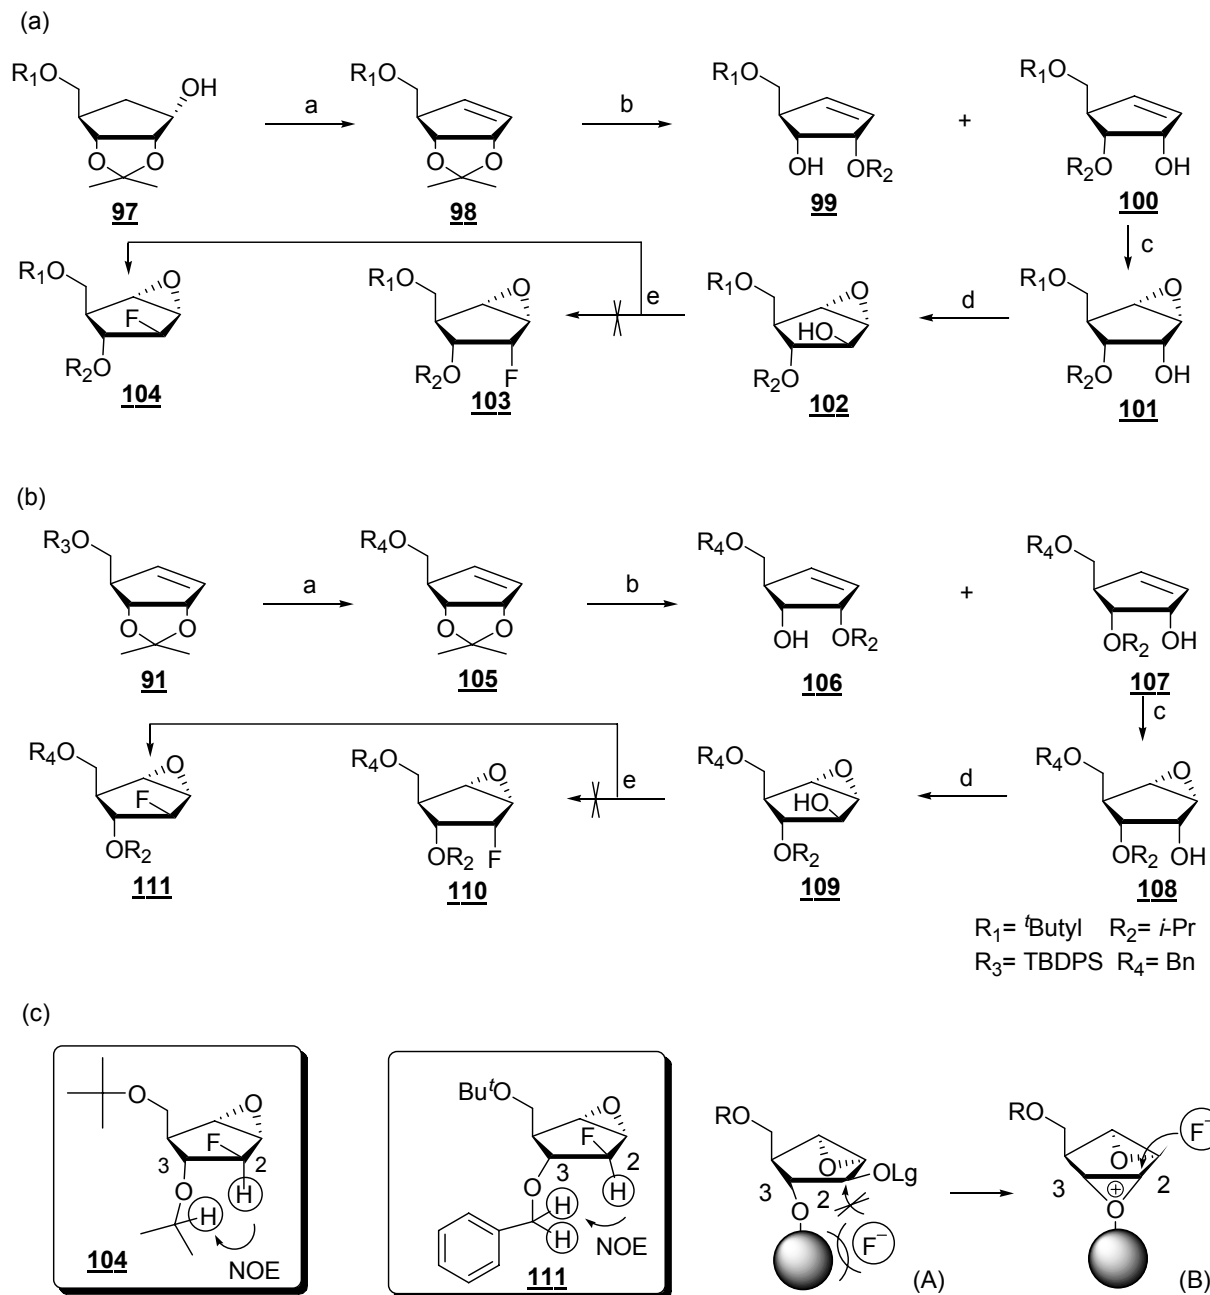 (a)
R1O OH a R1O b R1O + R1O
O O O O OH OR2 R2O OH
97 98 99 100
c
R1O O R1O O e R1O O d R1O O
F HO
R2O R2O F R2O R2O OH
104 103 102 101
(b)
R3O a R4O b R4O + R4O
O O O O OH OR2 OR2 OH
91 105 106 107
c
R4O O R4O O e R4O O d R4O O
F HO
OR2 OR2 F OR2 OR2 OH
111 110 109 108
R1= tButyl R2= i-Pr
R3= TBDPS R4= Bn
(c)
O O ButO O RO RO F−
F F O OLg O
3 2 3 2 3 2 3 2
O H O H O ⊕ O
H H H F−
NOE NOE
104 111 (A) (B)